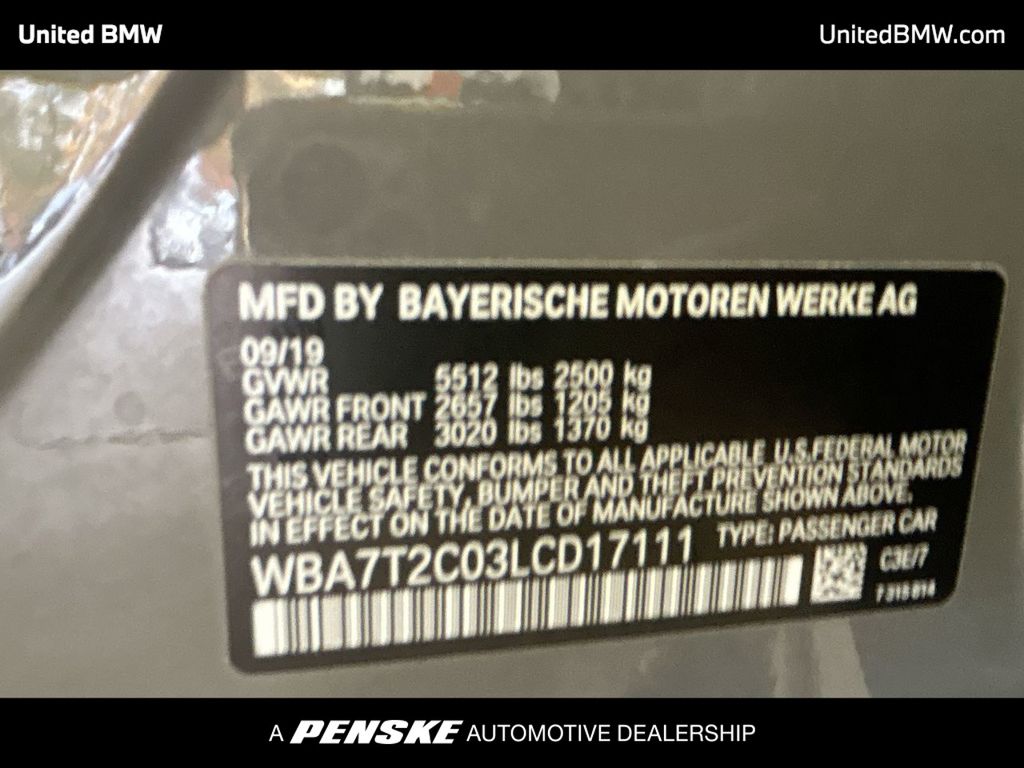 United BMW
UnitedBMW.com
MFD BY BAYERISCHE MOTOREN WERKE AG
09/19
GVWR 5512 lbs 2500 kg
GAWR FRONT 2657 lbs 1205 kg
GAWR REAR 3020 lbs 1370 kg
THIS VEHICLE CONFORMS TO ALL APPLICABLE U.S.FEDERAL MOTOR
VEHICLE SAFETY, BUMPER AND THEFT PREVENTION STANDARDS
IN EFFECT ON THE DATE OF MANUFACTURE SHOWN ABOVE.
WBA7T2C03LCD17111 TYPE: PASSENGER CAR
C3E/7
A PENSKE AUTOMOTIVE DEALERSHIP